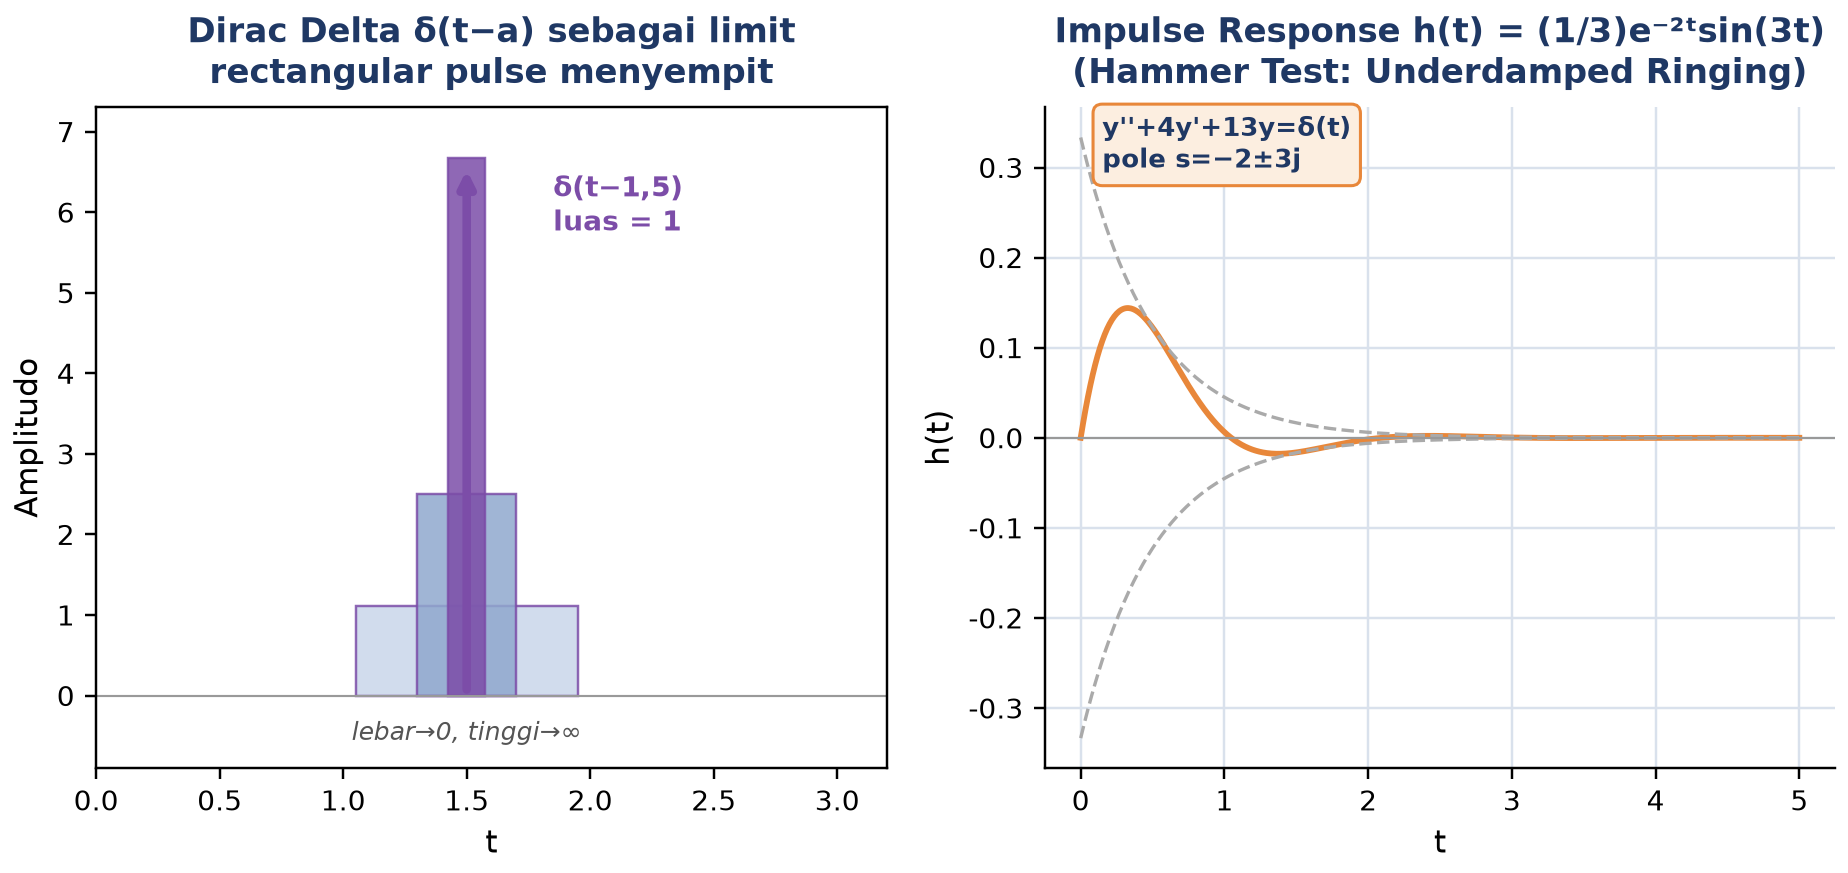 Dirac Delta δ(t−a) sebagai limit
rectangular pulse menyempit
7
6
5
4
3
2
1
0
Amplitudo
δ(t−1,5)
luas = 1
lebar→0, tinggi→∞
0.0 0.5 1.0 1.5 2.0 2.5 3.0
t
Impulse Response h(t) = (1/3)e⁻²ᵗsin(3t)
(Hammer Test: Underdamped Ringing)
y''+4y'+13y=δ(t)
pole s=−2±3j
0.3
0.2
0.1
0.0
-0.1
-0.2
-0.3
h(t)
0 1 2 3 4 5
t